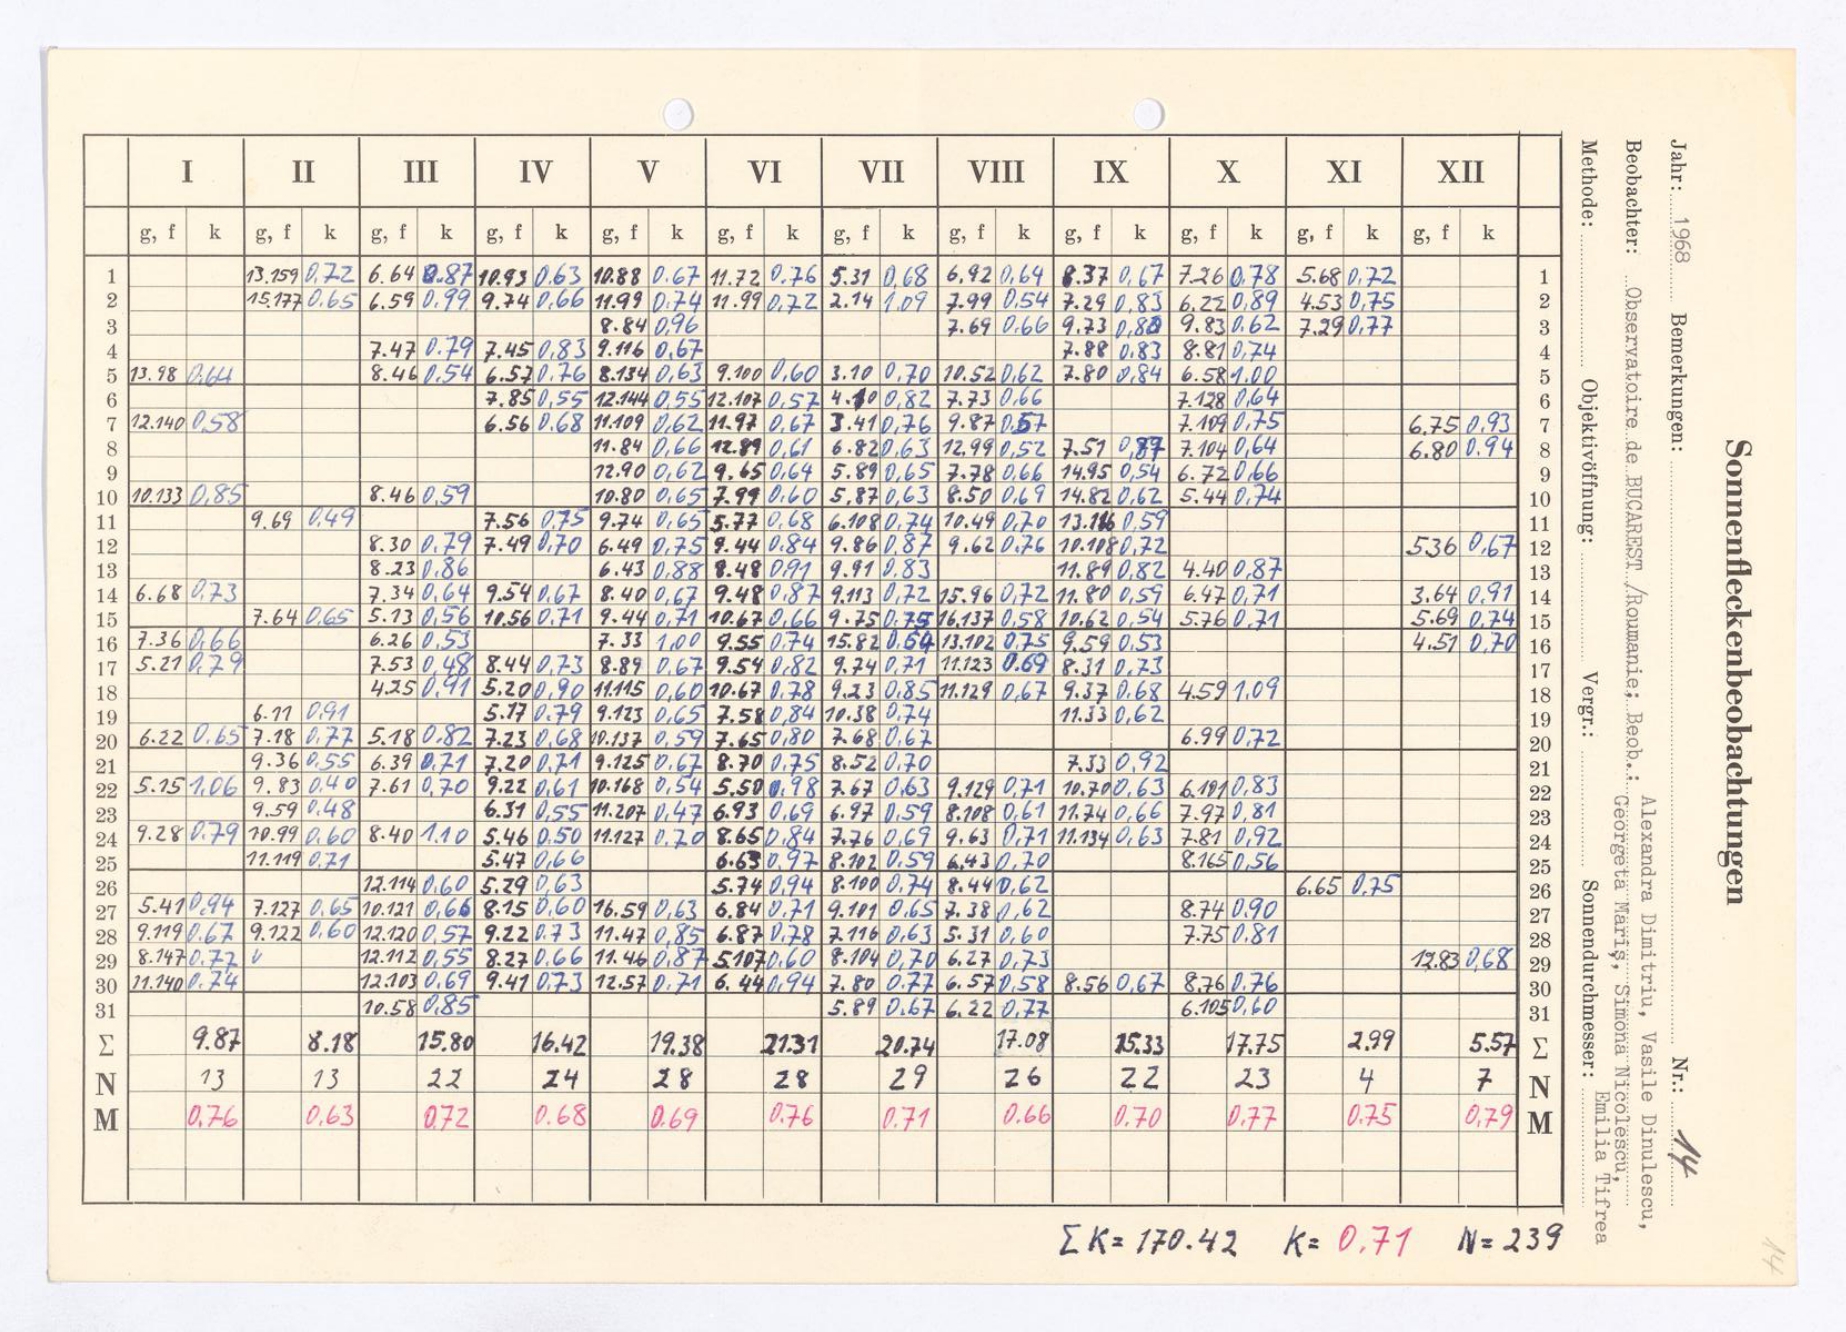 Sonnenfleckenbeobachtungen
Jahr: 1968 Bemerkungen: Nr.: 14
Beobachter: Observatoire de BUCAREST /Roumanie; Beob.: Alexandra Dimitriu, Vasile Dinulescu,
Georgeta Mariş, Simona Nicolescu,
Emilia Tifrea
Methode: Objektivöffnung: Vergr.: Sonnendurchmesser:
I II III IV V VI VII VIII IX X XI XII
g, f k g, f k g, f k g, f k g, f k g, f k g, f k g, f k g, f k g, f k g, f k g, f k
1 13.159 0,72 6.64 0.87 10.93 0.63 10.88 0.67 11.72 0.76 5.31 0,68 6.92 0,64 8.37 0,67 7.26 0,78 5.68 0,72 1
2 15.177 0.65 6.59 0.99 9.74 0,66 11.99 0,74 11.99 0,72 2.14 1,09 7.99 0,54 7.29 0,83 6.22 0,89 4.53 0,75 2
3 8.84 0,96 7.69 0.66 9.73 9.83 0.62 7.29 0,77 3
4 7.47 0.79 7.45 0,83 9.116 0,67 7.88 0.83 8.81 0,74 4
5 13.98 0,64 8.46 0,54 6.57 0,76 8.134 0,63 9.100 0,60 3.10 0,70 10.52 0,62 7.80 0,84 6.58 1.00 5
6 7.85 0,55 12.144 0,55 12.107 0,57 0,82 7.73 0,66 7.128 0,64 6
7 12.140 0,58 6.56 0.68 11.109 0,62 11.97 0,67 3.41 0,76 9.87 0,57 7.109 0,75 6.75 0,93 7
8 11.84 0,66 12.89 0,61 6.82 0,63 12.99 0,52 7.51 0,87 7.104 0,64 6.80 0.94 8
9 12.90 0,62 9.65 0,64 5.89 0,65 7.78 0,66 14.95 0,54 6.72 0,66 9
10 10.133 0,85 8.46 0,59 10.80 0,65 7.99 0.60 5,87 0,63 8.50 0,69 14.82 0,62 5.44 0,74 10
11 9.69 0,49 7.56 0,75 9.74 0,65 5.77 0,68 6.108 0,74 10.49 0,70 13.116 0,59 11
12 8.30 0,79 7.49 0,70 6.49 0,75 9.44 0.84 9.86 0,87 9.62 0.76 10.108 0,72 536 0,67 12
13 8.23 0,86 6.43 0,88 8.48 0,91 9.91 0.83 11.89 0,82 4.40 0,87 13
14 6.68 0,73 7.34 0,64 9.54 0.67 8.40 0,67 9.48 0,87 9.113 0,72 15.96 0,72 11.80 0,59 6.47 0,71 3.64 0.91 14
15 7.64 0.65 5.13 0,56 10.56 0,71 9.44 0,71 10.67 0,66 9.75 0.75 16.137 0,58 10.62 0,54 5.76 0,71 5.69 0,74 15
16 7.36 0,66 6.26 0,53 7.33 1,00 9.55 0,74 15.82 0.64 13.102 0,75 9.59 0.53 4.51 0,70 16
17 5.21 0,79 7.53 0,48 8.44 0,73 8.89 0,67 9.54 0,82 9.74 0,71 11.123 0.69 8.31 0,73 17
18 4.25 0,91 5.20 0,90 11.115 0,60 10.67 0,78 9.23 0,85 11.129 0,67 9.37 0.68 4.59 1.09 18
19 6.11 0,91 5.17 0.79 9.123 0,65 7.58 0,84 10.38 0,74 11.33 0,62 19
20 6.22 0.65 7.18 0,77 5.18 0.82 7.23 0,68 10.137 0,59 7.65 0,80 7.68 0,67 6.99 0,72 20
21 9.36 0,55 6.39 0,71 7.20 0,71 9.125 0,67 8.70 0,75 8.52 0,70 7.33 0,92 21
22 5.15 1,06 9.83 0,40 7.61 0,70 9.22 0,61 10.168 0,54 5.50 0.98 7.67 0,63 9.129 0,71 10.70 0,63 6.191 0,83 22
23 9.59 0.48 6.31 0,55 11.207 0,47 6.93 0,69 6.97 0,59 8.108 0,61 11.74 0,66 7.97 0,81 23
24 9.28 0.79 10.99 0,60 8.40 1.10 5.46 0.50 11.127 0,70 8.65 0,84 7.76 0,69 9.63 0,71 11.134 0,63 7.81 0,92 24
25 11.119 0,71 5.47 0,66 6.63 0,97 8.102 0.59 6,43 0,70 8.165 0,56 25
26 12.114 0,60 5.29 0,63 5.74 0,94 8.100 0,74 8.44 0,62 6.65 0,75 26
27 5.41 0,94 7.127 0,65 10.121 0,66 8.15 0,60 16.59 0,63 6.84 0,71 9.101 0,65 7.38 0,62 8.74 0.90 27
28 9.119 0.67 9.122 0,60 12.120 0,57 9.22 0.73 11.47 0,85 6.87 0,78 7.116 0,63 5.31 0,60 7.75 0,81 28
29 8.147 0,77 12.112 0,55 8.27 0,66 11.46 0,87 5.107 0.60 8.104 0,70 6.27 0,73 12.83 0,68 29
30 11.140 0,74 12.103 0,69 9.41 0,73 12.57 0,71 6.44 0,94 7.80 0.77 6.57 0,58 8.56 0,67 8,76 0,76 30
31 10.58 0,85 5.89 0,67 6.22 0,77 6.105 0,60 31
Σ 9.87 8.18 15.80 16.42 19.38 21.31 20.74 17.08 15.33 17.75 2.99 5.57 Σ
N 13 13 22 24 28 28 29 26 22 23 4 7 N
M 0,76 0,63 0,72 0.68 0,69 0,76 0,71 0.66 0,70 0,77 0.75 0,79 M
ΣK= 170.42 K= 0,71 N= 239
14